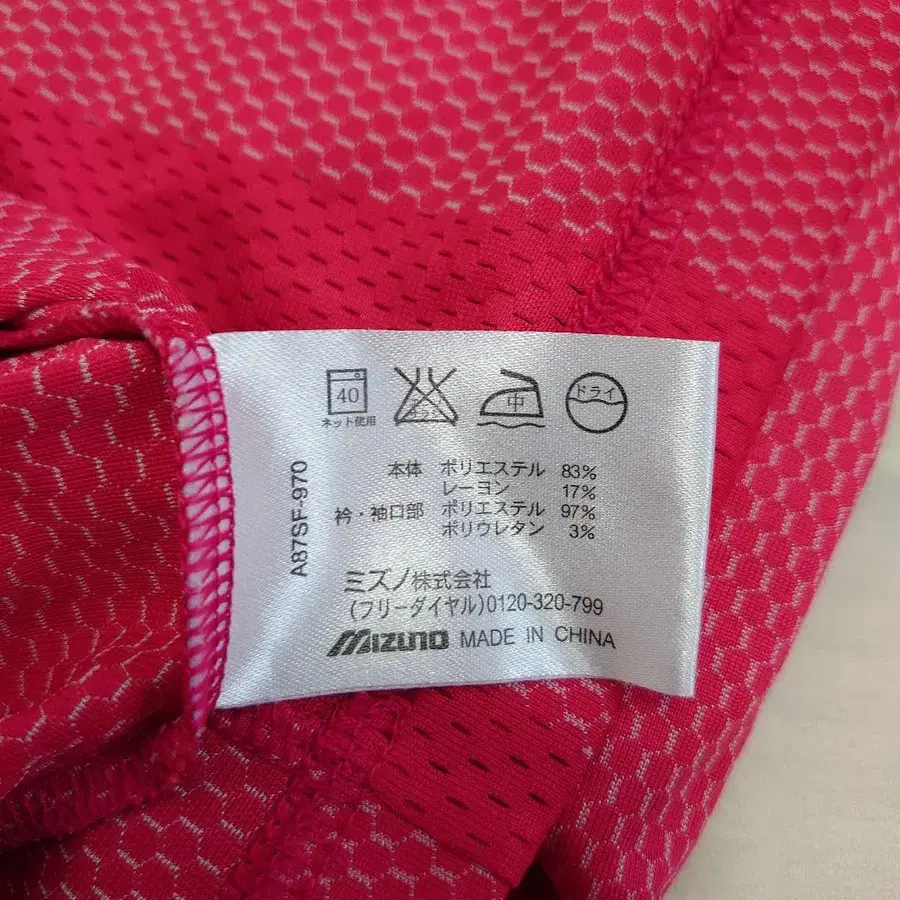 40
ネット使用
エンソ
中
ドライ
本体 ポリエステル 83%
レーヨン 17%
衿・袖口部 ポリエステル 97%
ポリウレタン 3%
A87SF-970
ミズノ株式会社
(フリーダイヤル)0120-320-799
MIZUNO MADE IN CHINA